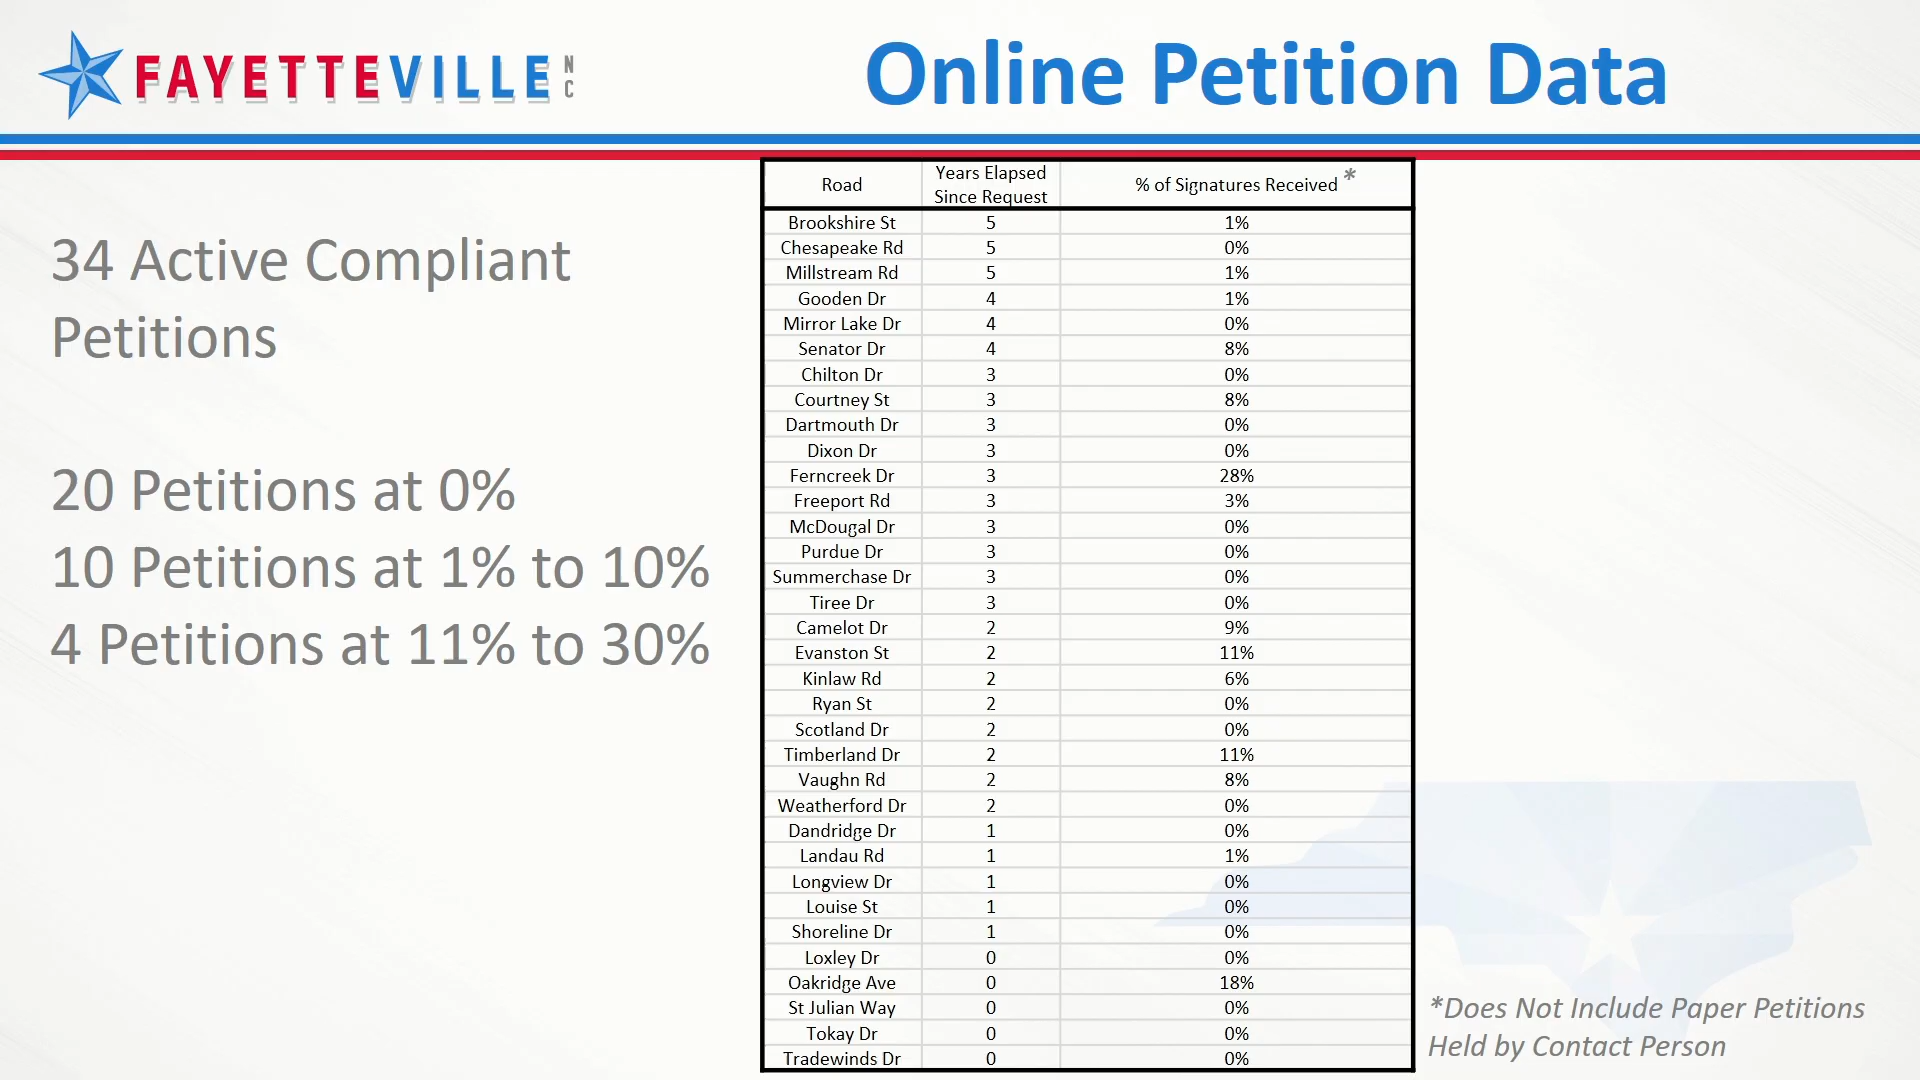 FAYETTEVILLE NC
Online Petition Data
34 Active Compliant
Petitions
20 Petitions at 0%
10 Petitions at 1% to 10%
4 Petitions at 11% to 30%
Road Years Elapsed Since Request % of Signatures Received *
Brookshire St 5 1%
Chesapeake Rd 5 0%
Millstream Rd 5 1%
Gooden Dr 4 1%
Mirror Lake Dr 4 0%
Senator Dr 4 8%
Chilton Dr 3 0%
Courtney St 3 8%
Dartmouth Dr 3 0%
Dixon Dr 3 0%
Ferncreek Dr 3 28%
Freeport Rd 3 3%
McDougal Dr 3 0%
Purdue Dr 3 0%
Summerchase Dr 3 0%
Tiree Dr 3 0%
Camelot Dr 2 9%
Evanston St 2 11%
Kinlaw Rd 2 6%
Ryan St 2 0%
Scotland Dr 2 0%
Timberland Dr 2 11%
Vaughn Rd 2 8%
Weatherford Dr 2 0%
Dandridge Dr 1 0%
Landau Rd 1 1%
Longview Dr 1 0%
Louise St 1 0%
Shoreline Dr 1 0%
Loxley Dr 0 0%
Oakridge Ave 0 18%
St Julian Way 0 0%
Tokay Dr 0 0%
Tradewinds Dr 0 0%
*Does Not Include Paper Petitions
Held by Contact Person